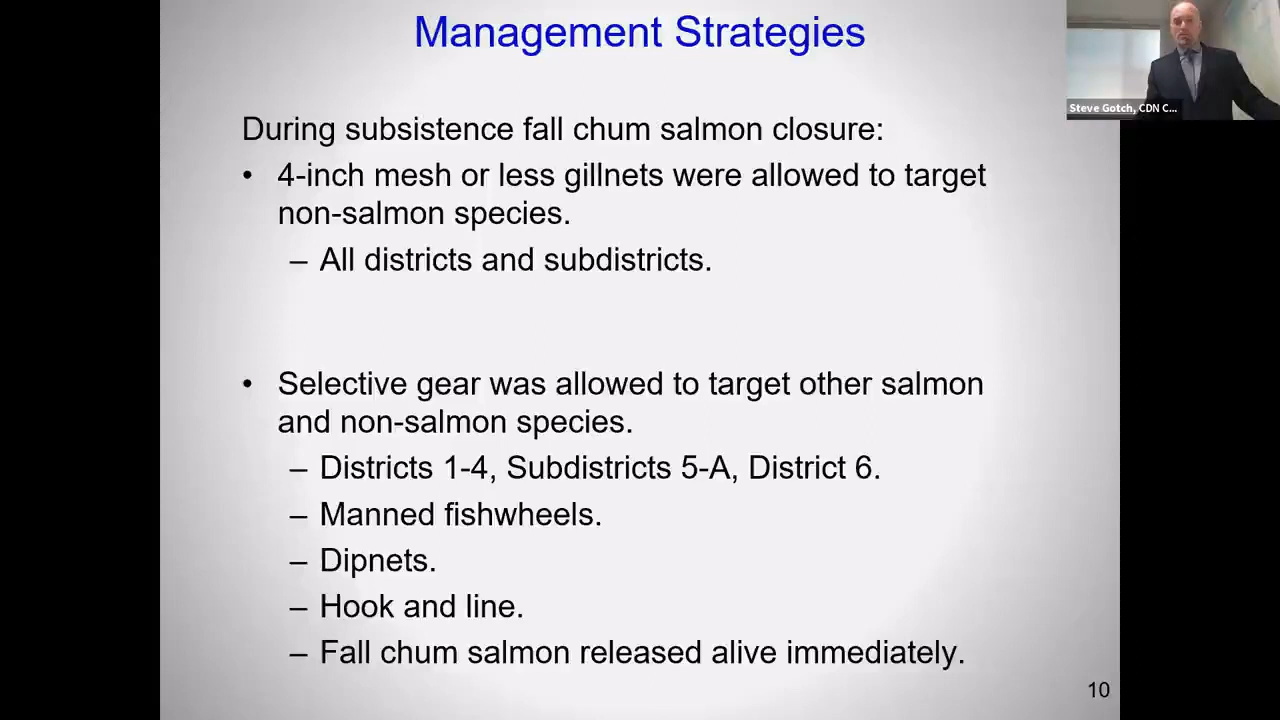 Management Strategies
Steve Gotch, CDN C...
During subsistence fall chum salmon closure:
• 4-inch mesh or less gillnets were allowed to target
non-salmon species.
– All districts and subdistricts.
• Selective gear was allowed to target other salmon
and non-salmon species.
– Districts 1-4, Subdistricts 5-A, District 6.
– Manned fishwheels.
– Dipnets.
– Hook and line.
– Fall chum salmon released alive immediately.
10